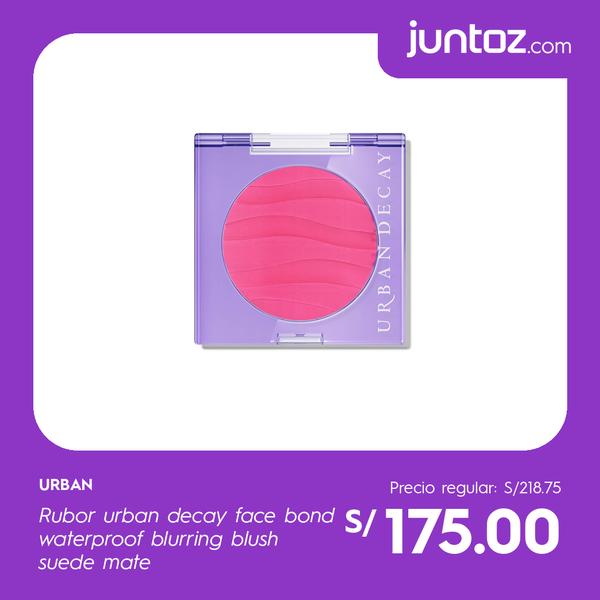 juntoz.com
URBAN DECAY
URBAN
Rubor urban decay face bond
waterproof blurring blush
suede mate
Precio regular: S/218.75
S/175.00